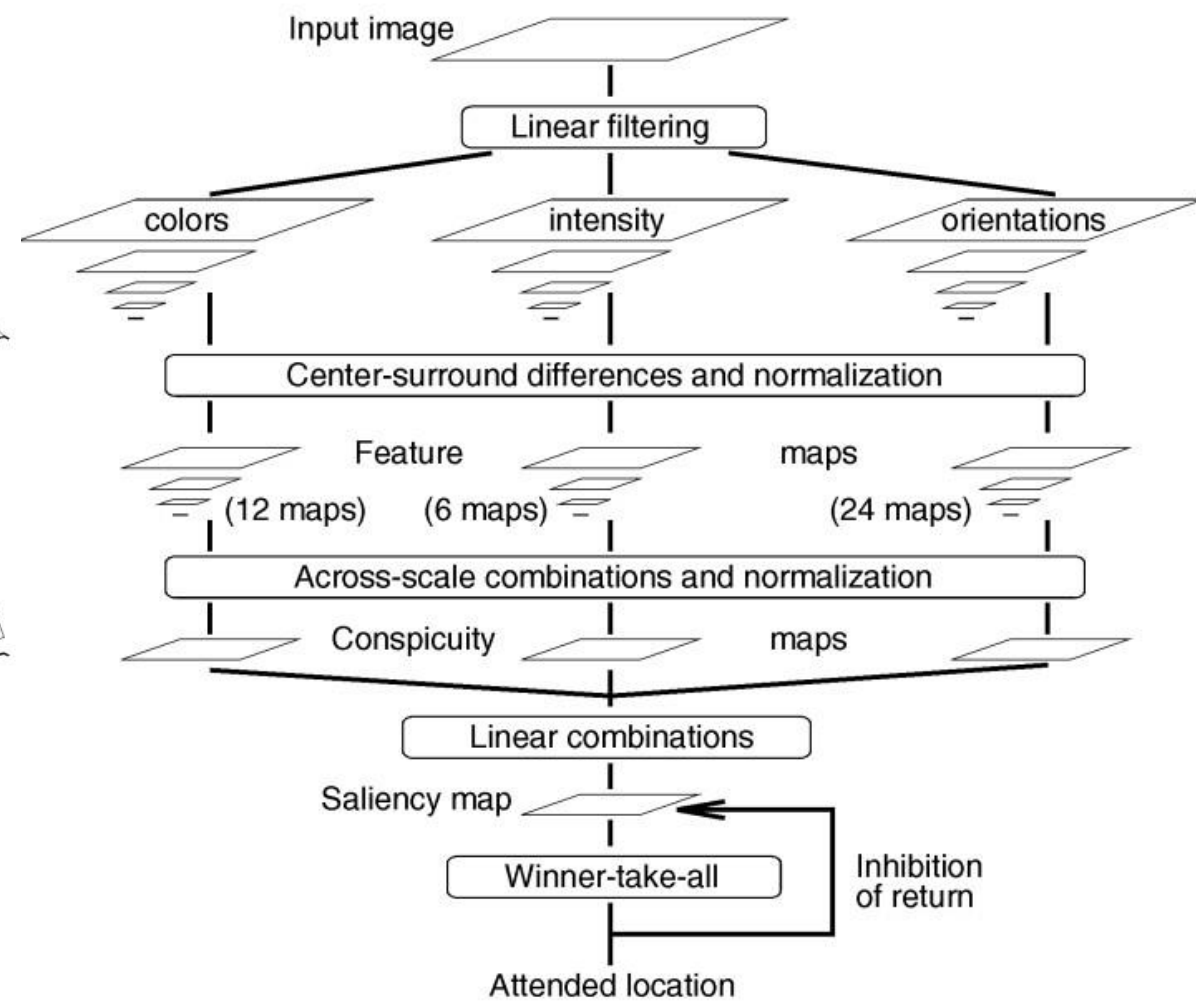 Input image
Linear filtering
colors
intensity
orientations
Center-surround differences and normalization
Feature maps
(12 maps) (6 maps) (24 maps)
Across-scale combinations and normalization
Conspicuity maps
Linear combinations
Saliency map
Winner-take-all
Inhibition
of return
Attended location